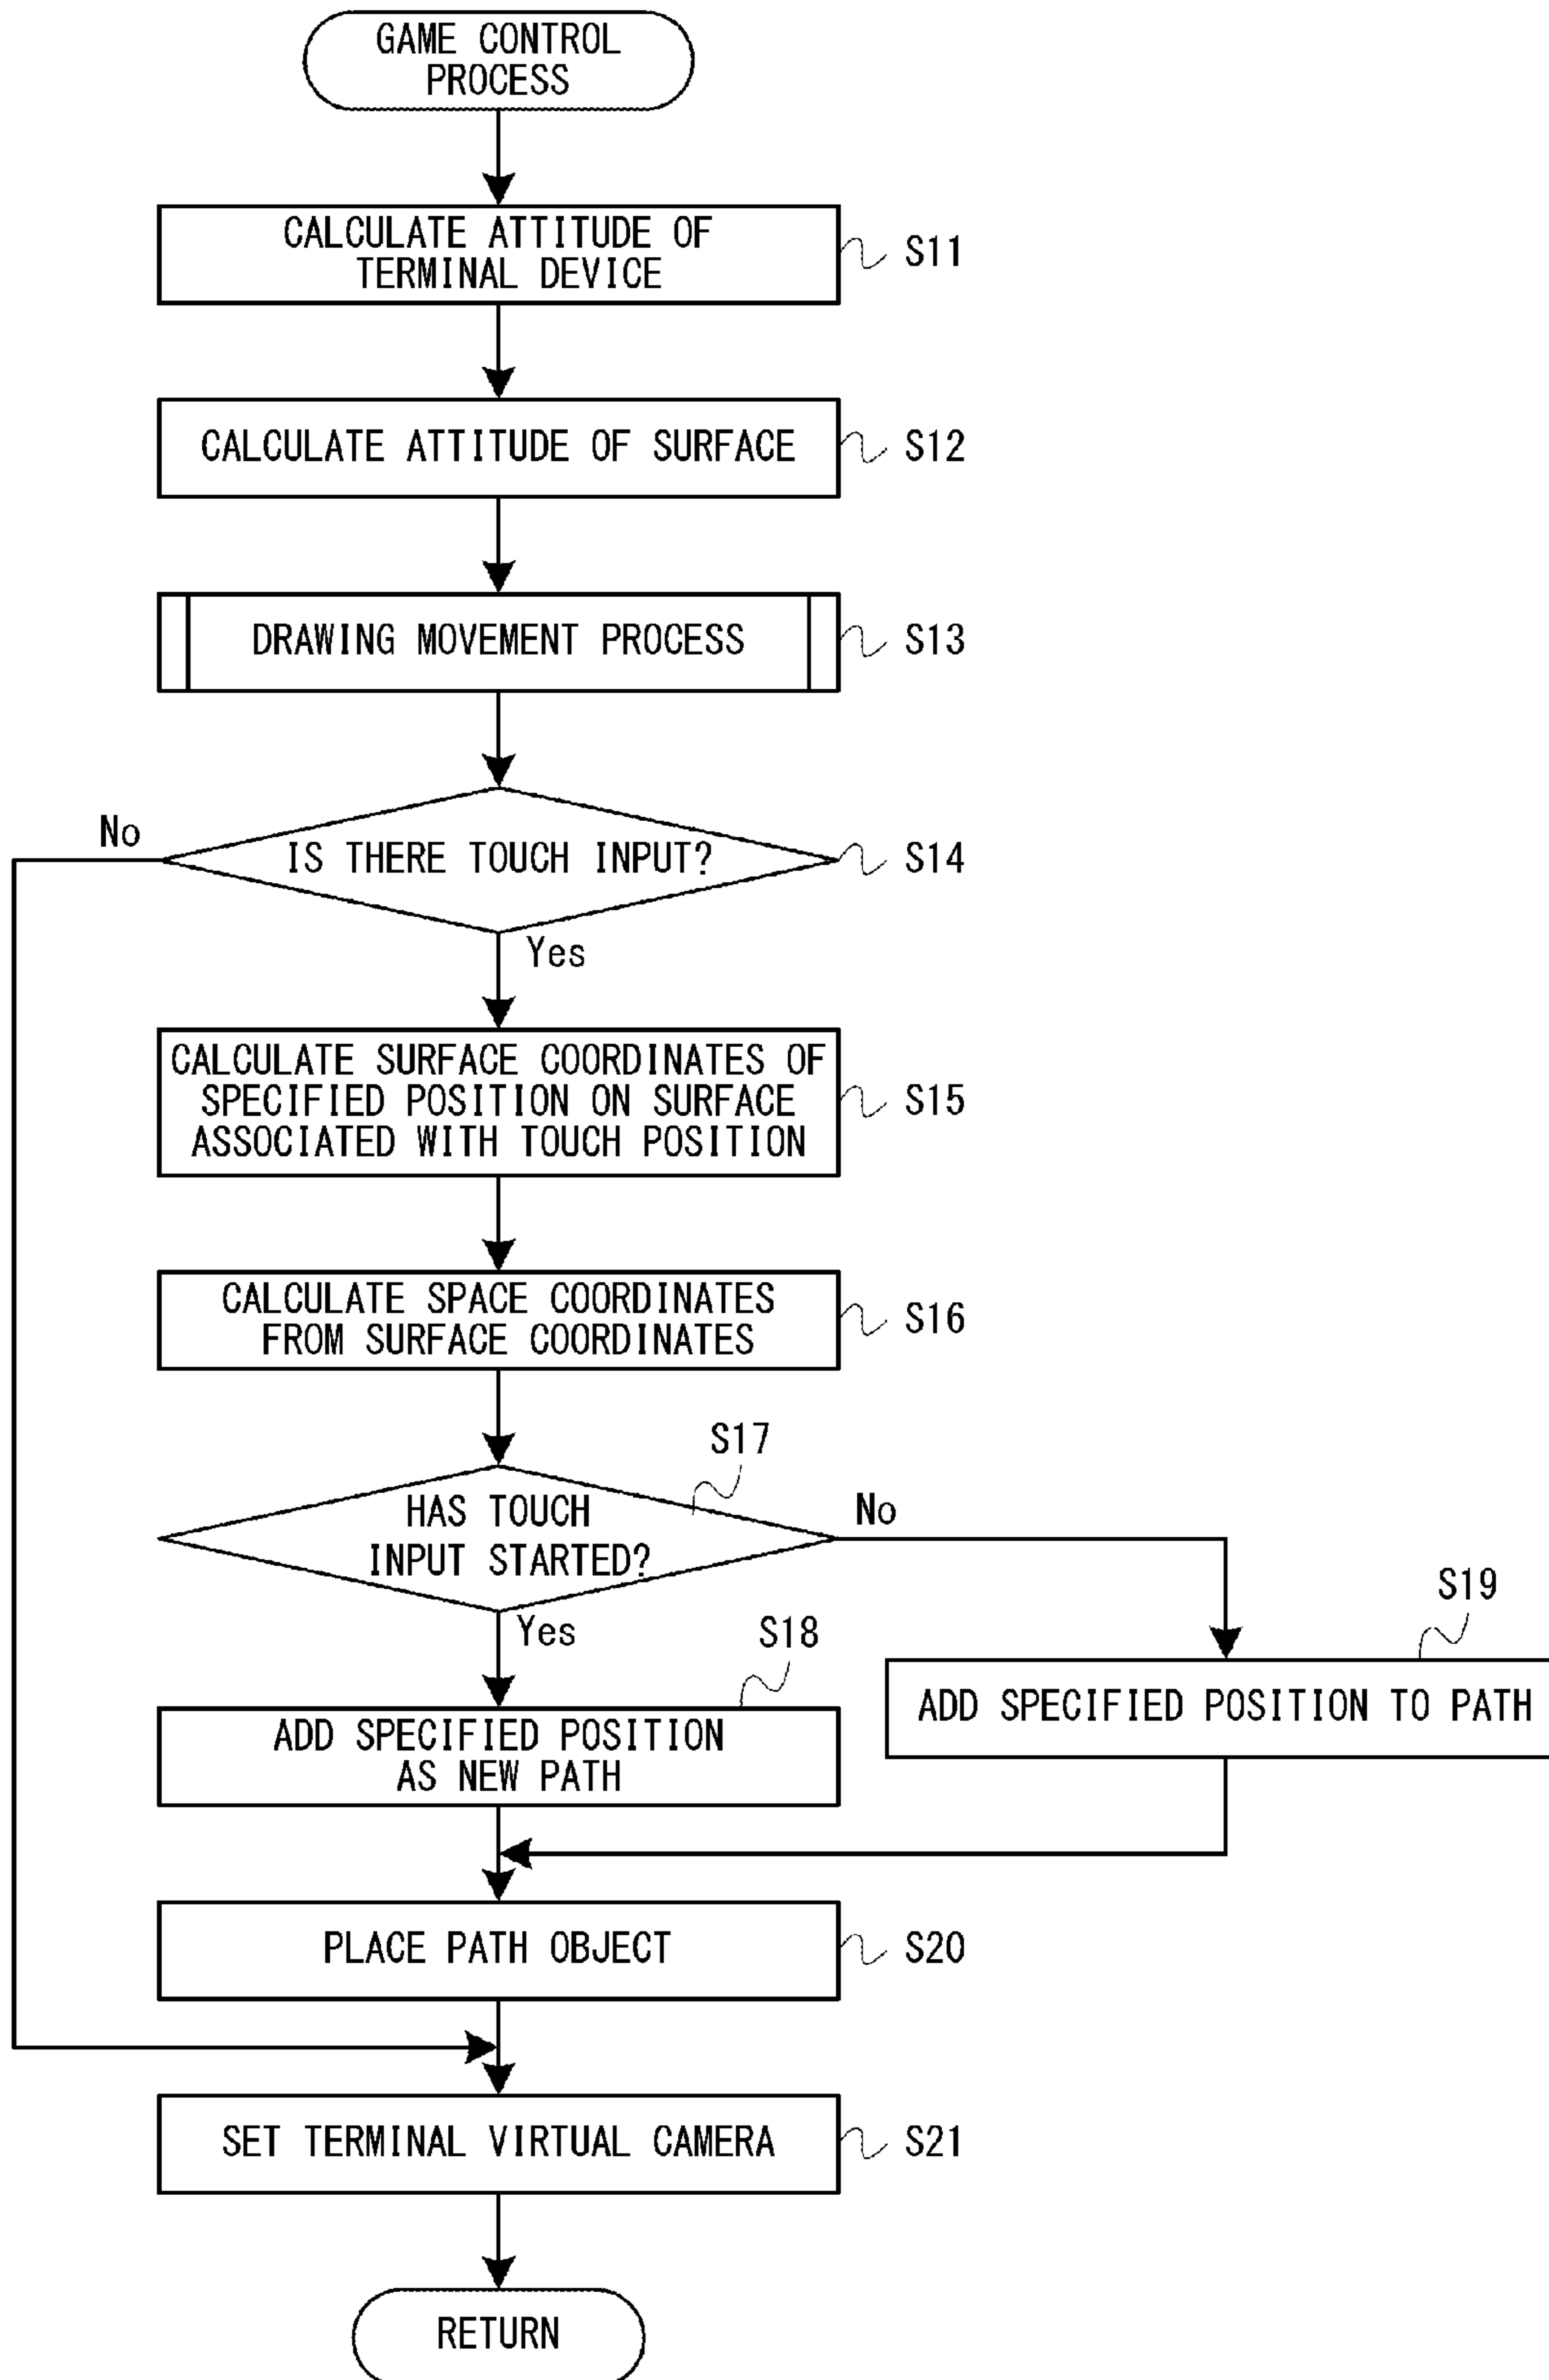 GAME CONTROL
PROCESS
CALCULATE ATTITUDE OF
TERMINAL DEVICE
S11
CALCULATE ATTITUDE OF SURFACE
S12
DRAWING MOVEMENT PROCESS
S13
No
IS THERE TOUCH INPUT?
S14
Yes
CALCULATE SURFACE COORDINATES OF
SPECIFIED POSITION ON SURFACE
ASSOCIATED WITH TOUCH POSITION
S15
CALCULATE SPACE COORDINATES
FROM SURFACE COORDINATES
S16
S17
HAS TOUCH
INPUT STARTED?
No
Yes
S18
S19
ADD SPECIFIED POSITION
AS NEW PATH
ADD SPECIFIED POSITION TO PATH
PLACE PATH OBJECT
S20
SET TERMINAL VIRTUAL CAMERA
S21
RETURN